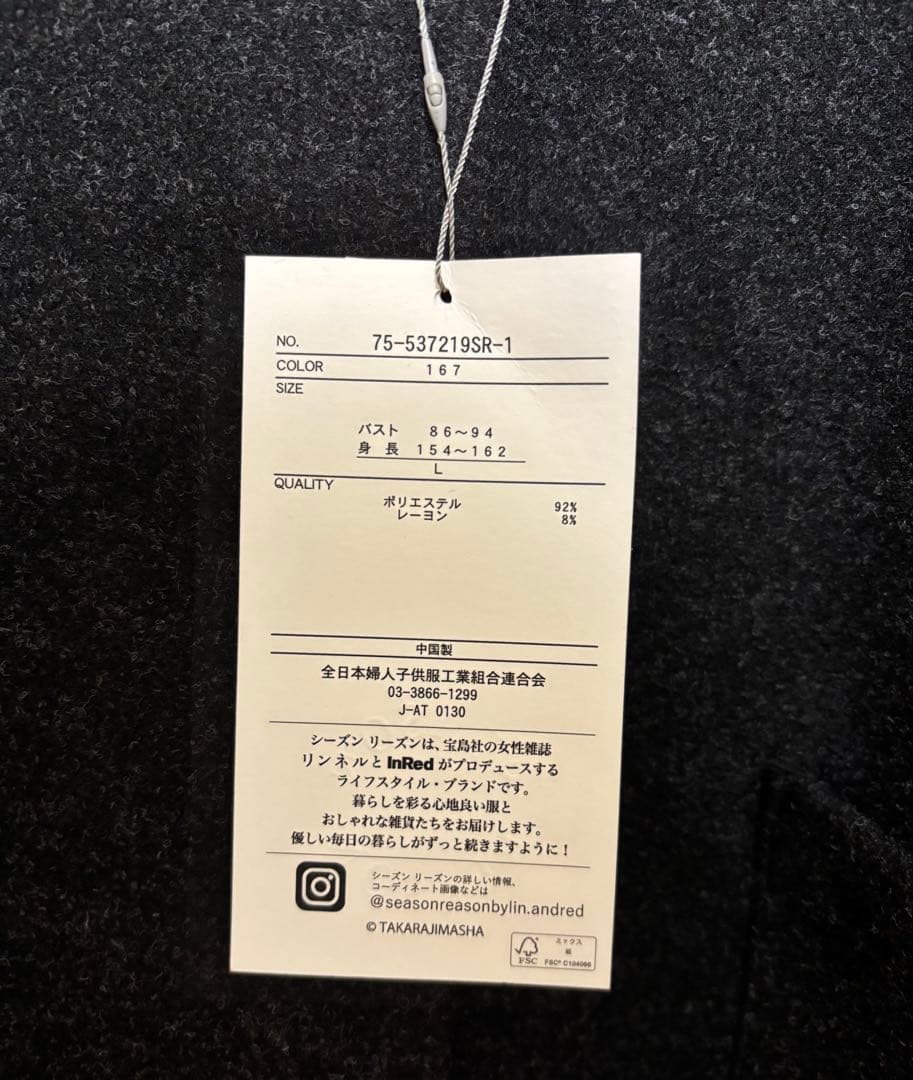 NO. 75-537219SR-1
COLOR 167
SIZE
バスト 86～94
身長 154～162
L
QUALITY
ポリエステル 92%
レーヨン 8%
中国製
全日本婦人子供服工業組合連合会
03-3866-1299
J-AT 0130
シーズン リーズンは、宝島社の女性雑誌
リンネルと InRed がプロデュースする
ライフスタイル・ブランドです。
暮らしを彩る心地良い服と
おしゃれな雑貨たちをお届けします。
優しい毎日の暮らしがずっと続きますように！
シーズン リーズンの詳しい情報、
コーディネート画像などは
@seasonreasonbylin.andred
© TAKARAJIMASHA
ミックス
紙
FSC
FSC® C104066